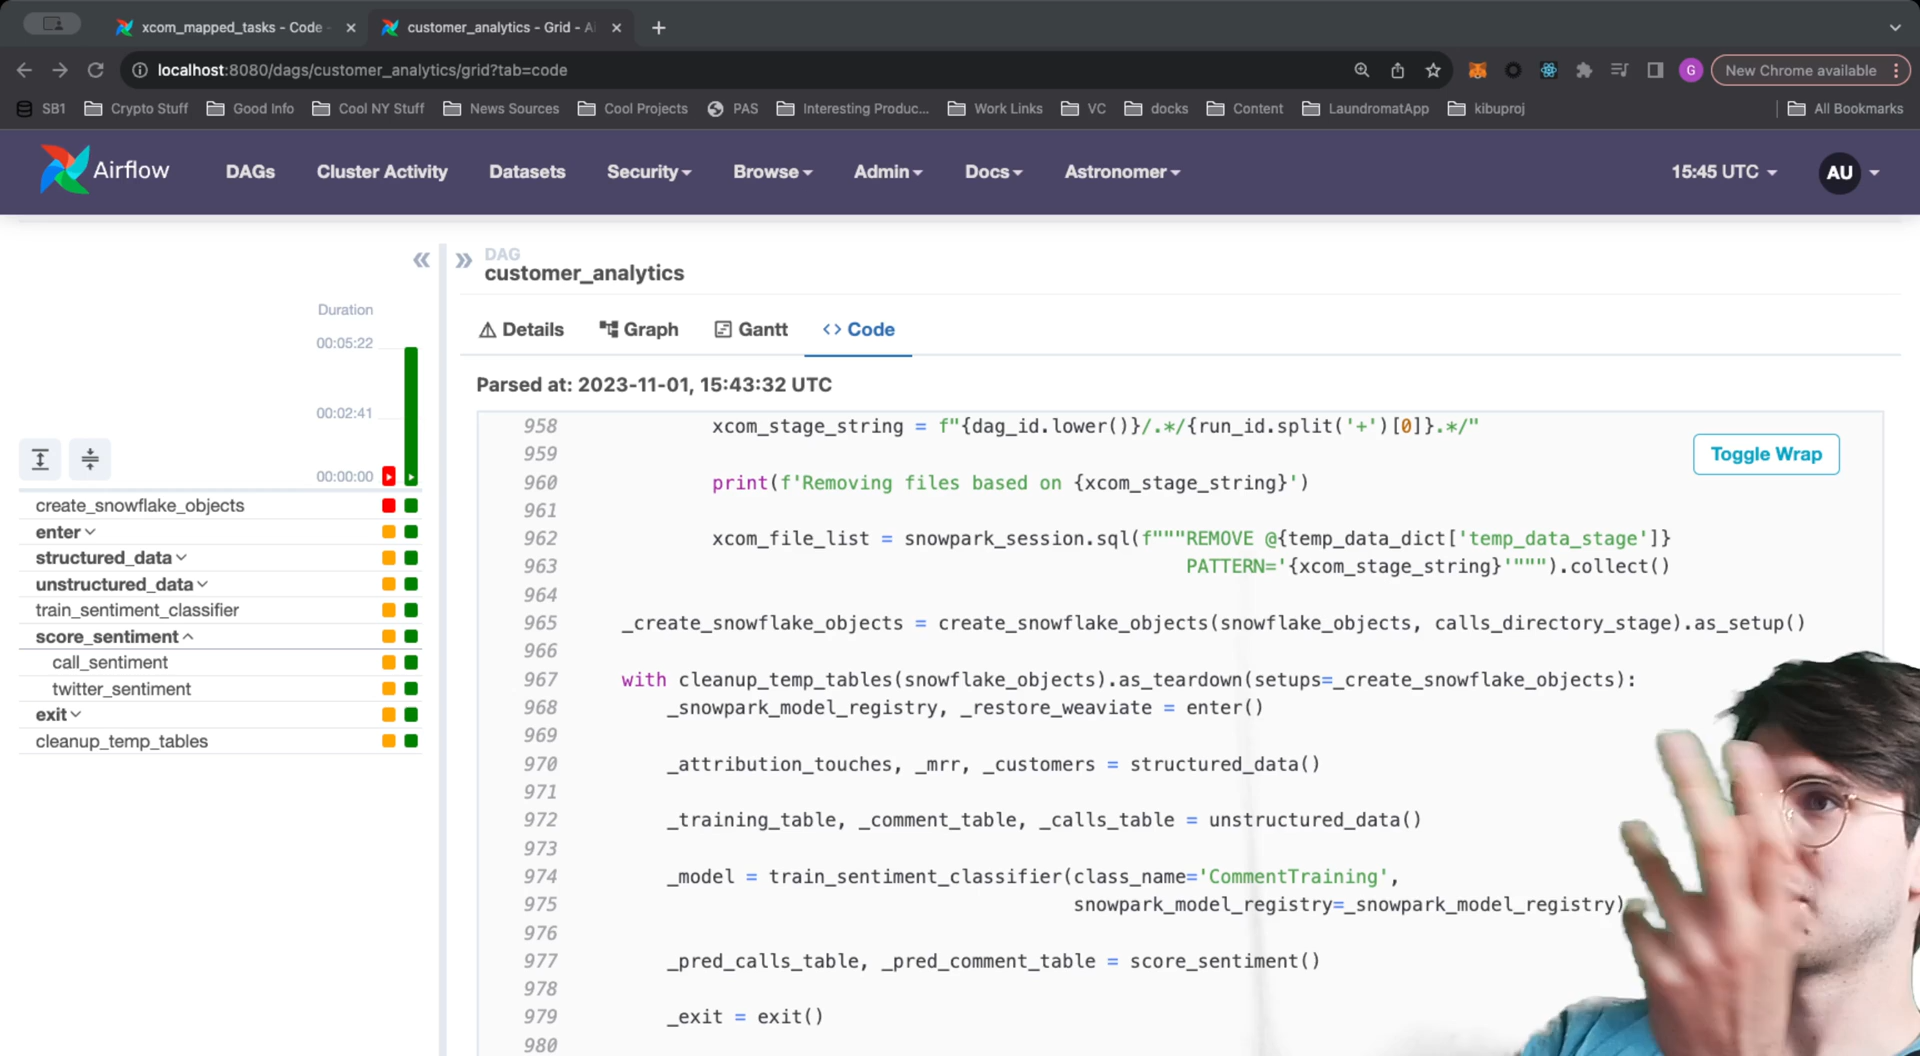 xcom_mapped_tasks - Code
customer_analytics - Grid - Ai
localhost:8080/dags/customer_analytics/grid?tab=code
G
New Chrome available
SB1
Crypto Stuff
Good Info
Cool NY Stuff
News Sources
Cool Projects
PAS
Interesting Produc...
Work Links
VC
docks
Content
LaundromatApp
kibuproj
All Bookmarks
Airflow
DAGs
Cluster Activity
Datasets
Security
Browse
Admin
Docs
Astronomer
15:45 UTC
AU
Duration
00:05:22
00:02:41
00:00:00
create_snowflake_objects
enter
structured_data
unstructured_data
train_sentiment_classifier
score_sentiment
call_sentiment
twitter_sentiment
exit
cleanup_temp_tables
DAG
customer_analytics
Details
Graph
Gantt
Code
Parsed at: 2023-11-01, 15:43:32 UTC
Toggle Wrap
958 xcom_stage_string = f"{dag_id.lower()}/.*/{run_id.split('+')[0]}.*/"
959
960 print(f'Removing files based on {xcom_stage_string}')
961
962 xcom_file_list = snowpark_session.sql(f"""REMOVE @{temp_data_dict['temp_data_stage']}
963 PATTERN='{xcom_stage_string}'""").collect()
964
965 _create_snowflake_objects = create_snowflake_objects(snowflake_objects, calls_directory_stage).as_setup()
966
967 with cleanup_temp_tables(snowflake_objects).as_teardown(setups=_create_snowflake_objects):
968 _snowpark_model_registry, _restore_weaviate = enter()
969
970 _attribution_touches, _mrr, _customers = structured_data()
971
972 _training_table, _comment_table, _calls_table = unstructured_data()
973
974 _model = train_sentiment_classifier(class_name='CommentTraining',
975 snowpark_model_registry=_snowpark_model_registry)
976
977 _pred_calls_table, _pred_comment_table = score_sentiment()
978
979 _exit = exit()
980